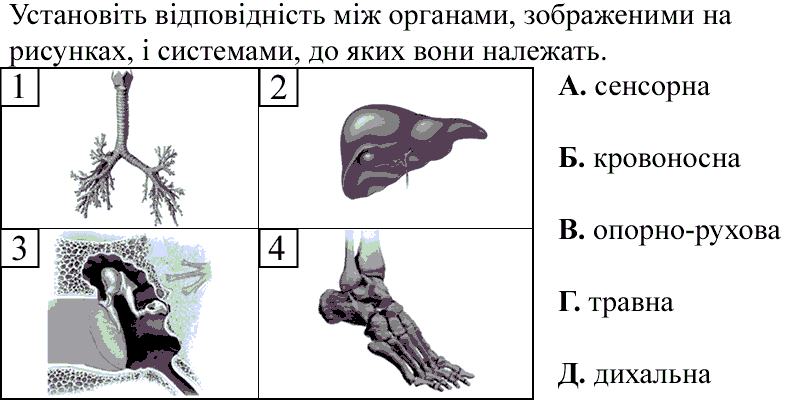 Установіть відповідність між органами, зображеними на
рисунках, і системами, до яких вони належать.
1
2
3
4
А. сенсорна
Б. кровоносна
В. опорно-рухова
Г. травна
Д. дихальна